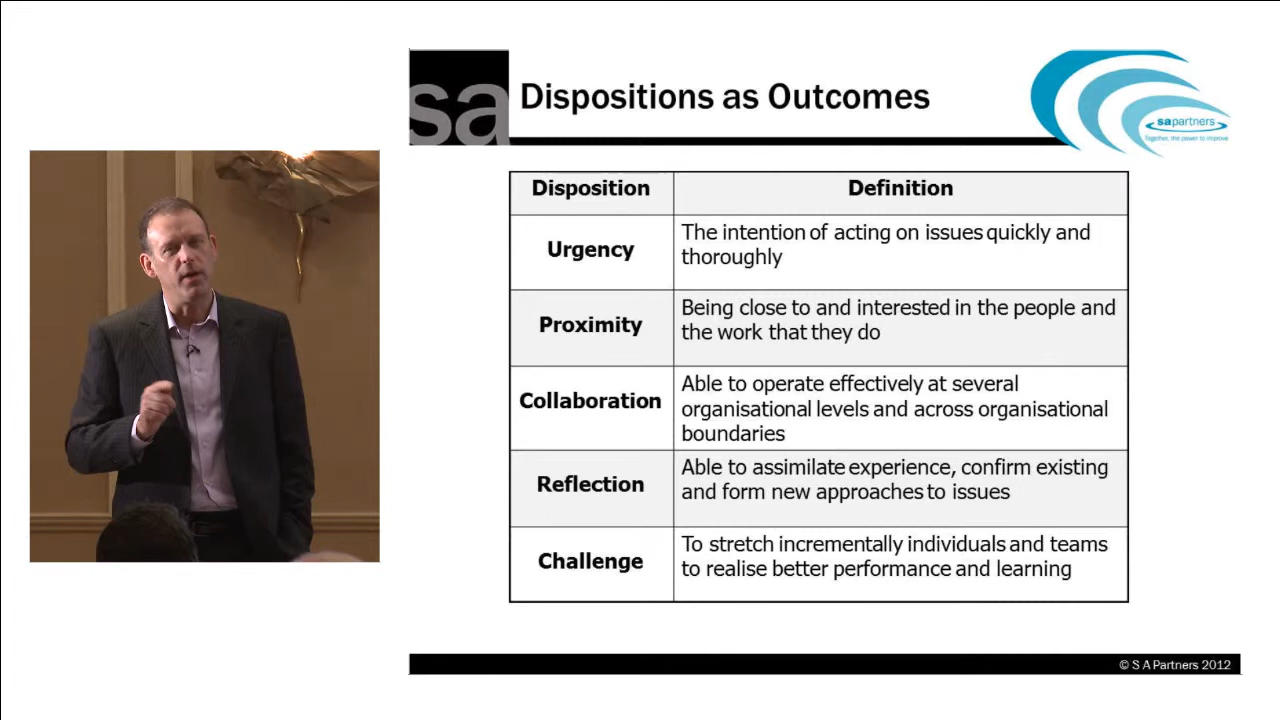 sa
Dispositions as Outcomes
sapartners
Together, the power to improve
Disposition
Definition
Urgency
The intention of acting on issues quickly and
thoroughly
Proximity
Being close to and interested in the people and
the work that they do
Collaboration
Able to operate effectively at several
organisational levels and across organisational
boundaries
Reflection
Able to assimilate experience, confirm existing
and form new approaches to issues
Challenge
To stretch incrementally individuals and teams
to realise better performance and learning
© S A Partners 2012